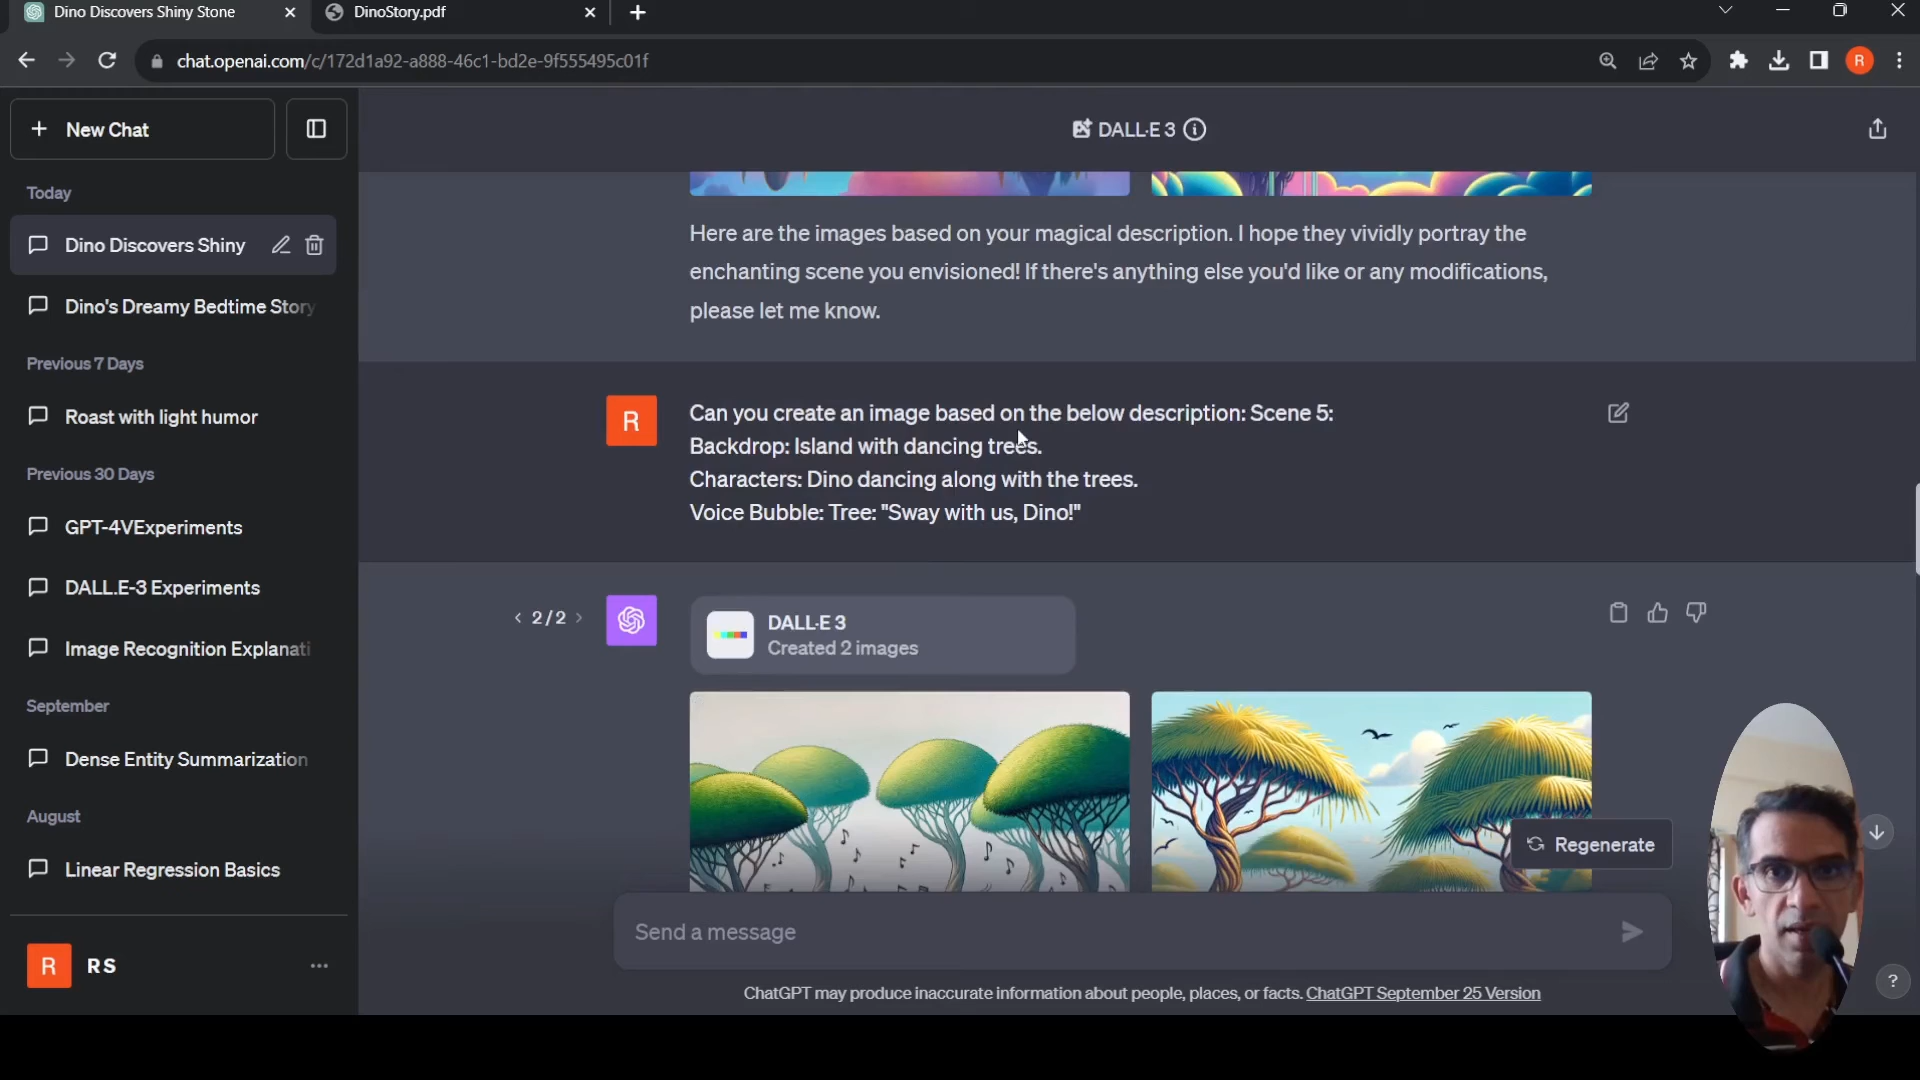 Dino Discovers Shiny Stone
DinoStory.pdf
chat.openai.com/c/172d1a92-a888-46c1-bd2e-9f555495c01f
R
New Chat
DALL·E 3
Today
Dino Discovers Shiny
Dino's Dreamy Bedtime Story
Previous 7 Days
Roast with light humor
Previous 30 Days
GPT-4VExperiments
DALL.E-3 Experiments
Image Recognition Explanati
September
Dense Entity Summarization
August
Linear Regression Basics
R
RS
Here are the images based on your magical description. I hope they vividly portray the
enchanting scene you envisioned! If there's anything else you'd like or any modifications,
please let me know.
R
Can you create an image based on the below description: Scene 5:
Backdrop: Island with dancing trees.
Characters: Dino dancing along with the trees.
Voice Bubble: Tree: "Sway with us, Dino!"
2/2
DALL·E 3
Created 2 images
Regenerate
Send a message
ChatGPT may produce inaccurate information about people, places, or facts. ChatGPT September 25 Version
?